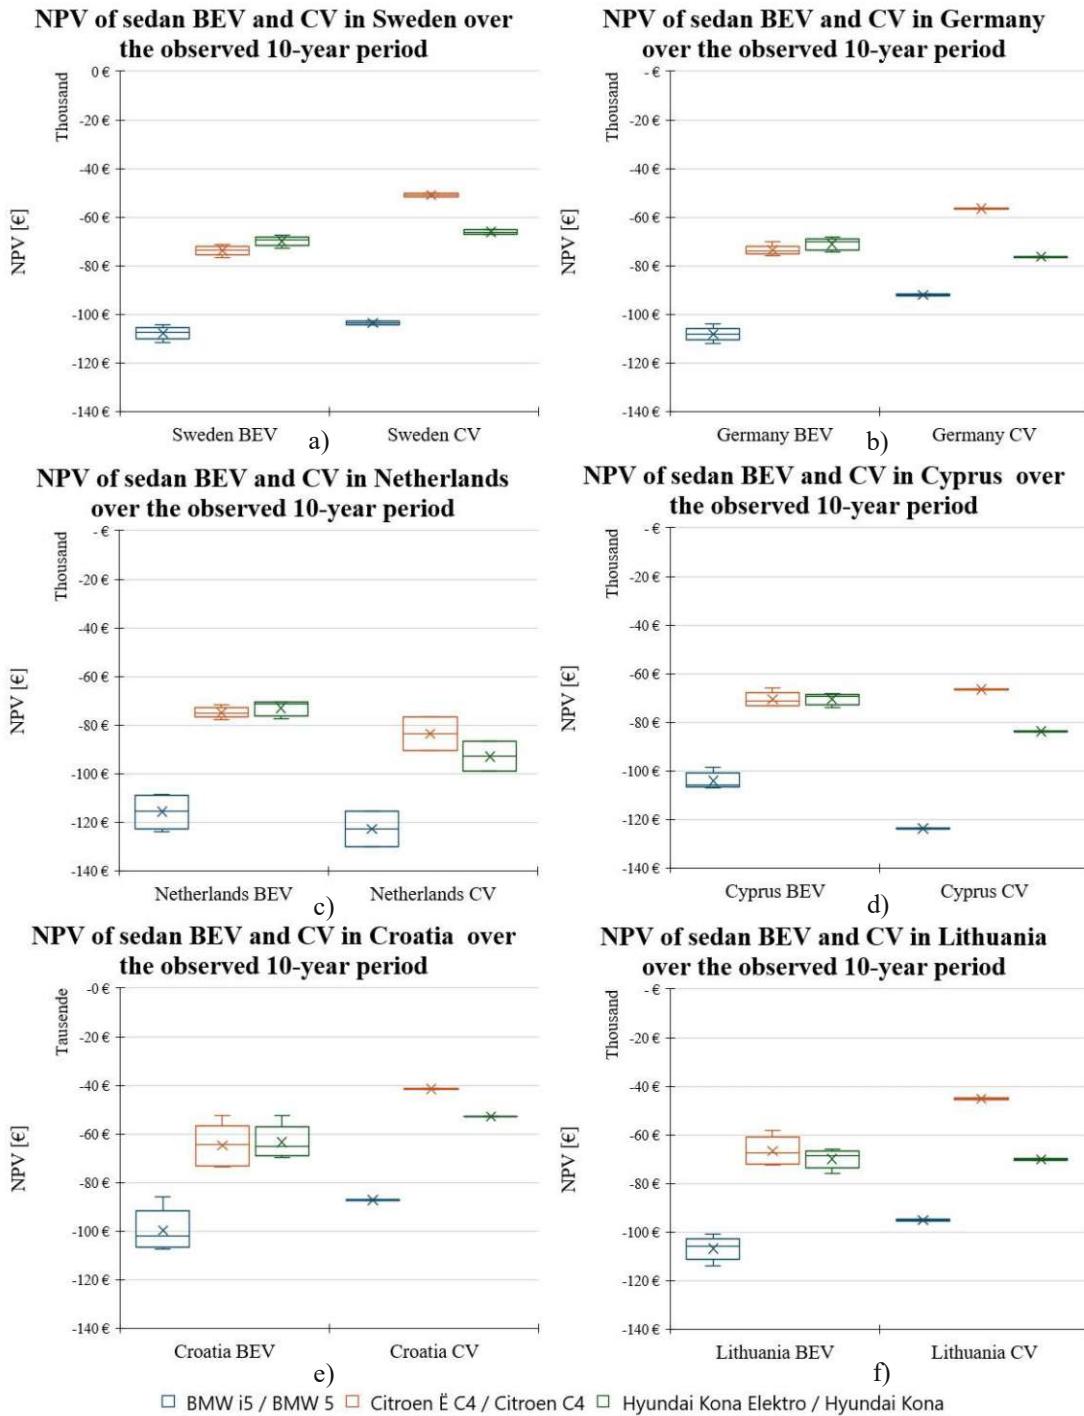 NPV of sedan BEV and CV in Sweden over
the observed 10-year period
Thousand
NPV [€]
0 €
-20 €
-40 €
-60 €
-80 €
-100 €
-120 €
-140 €
Sweden BEV
Sweden CV
a)
NPV of sedan BEV and CV in Germany
over the observed 10-year period
Thousand
NPV [€]
- €
-20 €
-40 €
-60 €
-80 €
-100 €
-120 €
-140 €
Germany BEV
Germany CV
b)
NPV of sedan BEV and CV in Netherlands
over the observed 10-year period
Thousand
NPV [€]
- €
-20 €
-40 €
-60 €
-80 €
-100 €
-120 €
-140 €
Netherlands BEV
Netherlands CV
c)
NPV of sedan BEV and CV in Cyprus over
the observed 10-year period
Thousand
NPV [€]
- €
-20 €
-40 €
-60 €
-80 €
-100 €
-120 €
-140 €
Cyprus BEV
Cyprus CV
d)
NPV of sedan BEV and CV in Croatia over
the observed 10-year period
Tausende
NPV [€]
-0 €
-20 €
-40 €
-60 €
-80 €
-100 €
-120 €
-140 €
Croatia BEV
Croatia CV
e)
NPV of sedan BEV and CV in Lithuania
over the observed 10-year period
Thousand
NPV [€]
- €
-20 €
-40 €
-60 €
-80 €
-100 €
-120 €
-140 €
Lithuania BEV
Lithuania CV
f)
BMW i5 / BMW 5
Citroen Ë C4 / Citroen C4
Hyundai Kona Elektro / Hyundai Kona